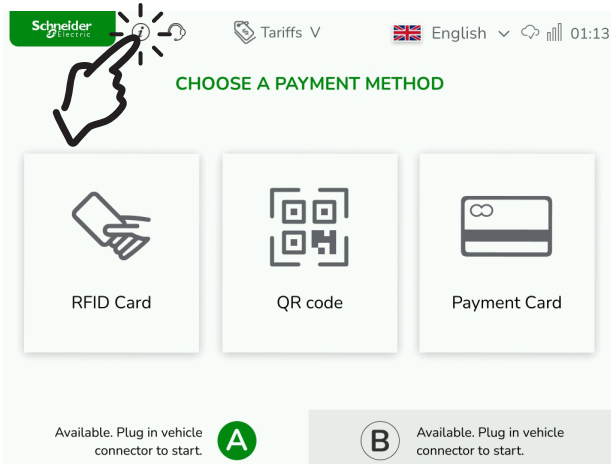 Schneider
Electric
i
Tariffs
English
01:13
CHOOSE A PAYMENT METHOD
RFID Card
QR code
Payment Card
Available. Plug in vehicle
connector to start.
A
B
Available. Plug in vehicle
connector to start.